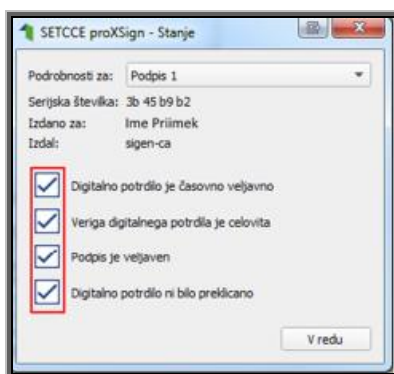 SETCCE proXSign - Stanje
Podrobnosti za: Podpis 1
Serijska številka: 3b 45 b9 b2
Izdano za: Ime Priimek
Izdal: sigen-ca
Digitalno potrdilo je časovno veljavno
Veriga digitalnega potrdila je celovita
Podpis je veljaven
Digitalno potrdilo ni bilo preklicano
V redu